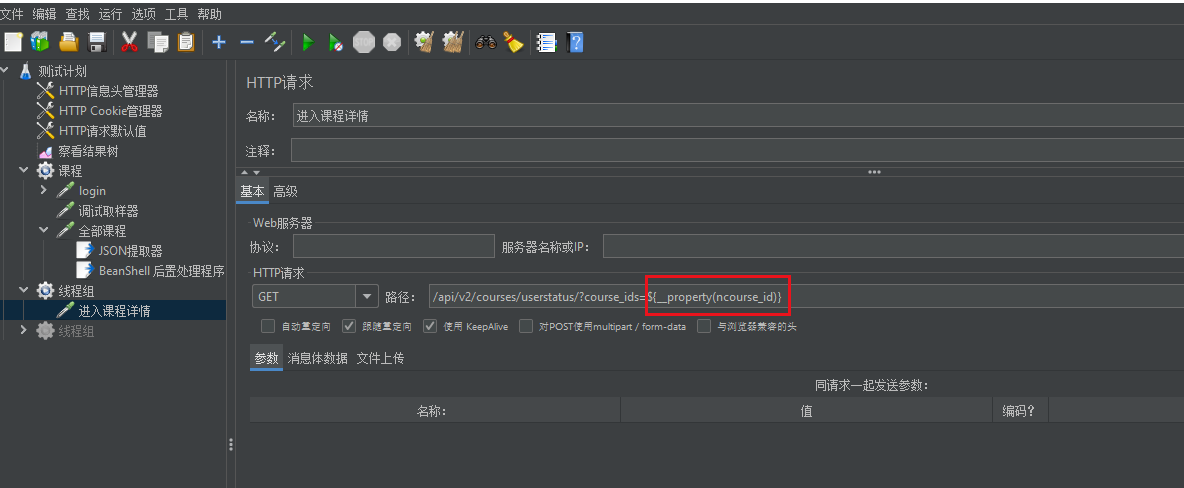 文件 编辑 查找 运行 选项 工具 帮助
测试计划
HTTP信息头管理器
HTTP Cookie管理器
HTTP请求默认值
察看结果树
课程
login
调试取样器
全部课程
JSON提取器
BeanShell 后置处理程序
线程组
进入课程详情
线程组
HTTP请求
名称： 进入课程详情
注释：
基本 高级
Web服务器
协议： 服务器名称或IP：
HTTP请求
GET 路径： /api/v2/courses/userstatus/?course_ids=${__property(ncourse_id)}
自动重定向 跟随重定向 使用 KeepAlive 对POST使用multipart / form-data 与浏览器兼容的头
参数 消息体数据 文件上传
同请求一起发送参数：
名称： 值 编码？